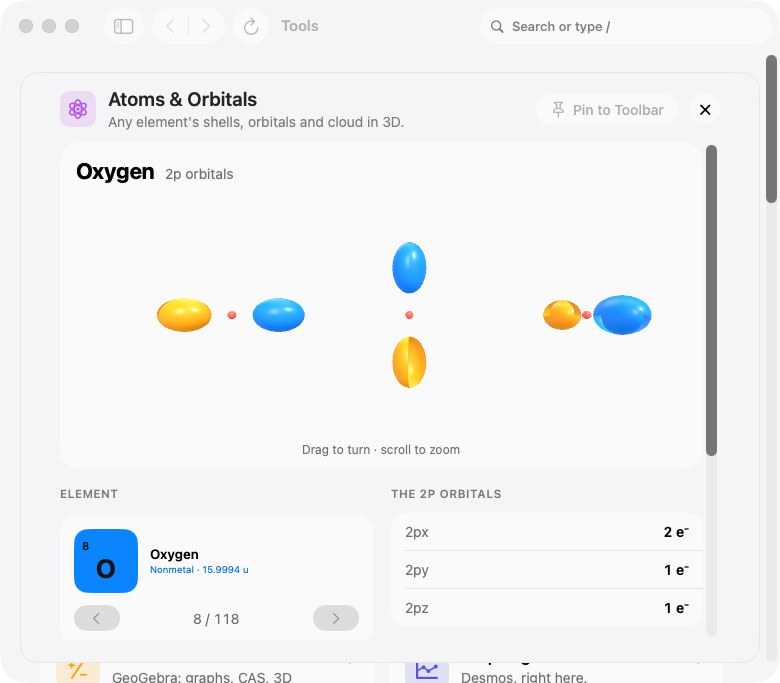 Tools
Search or type /
Atoms & Orbitals
Any element's shells, orbitals and cloud in 3D.
Pin to Toolbar
Oxygen 2p orbitals
Drag to turn · scroll to zoom
ELEMENT
8
O
Oxygen
Nonmetal · 15.9994 u
8 / 118
THE 2P ORBITALS
2px 2 e⁻
2py 1 e⁻
2pz 1 e⁻
GeoGebra: graphs, CAS, 3D
Desmos, right here.